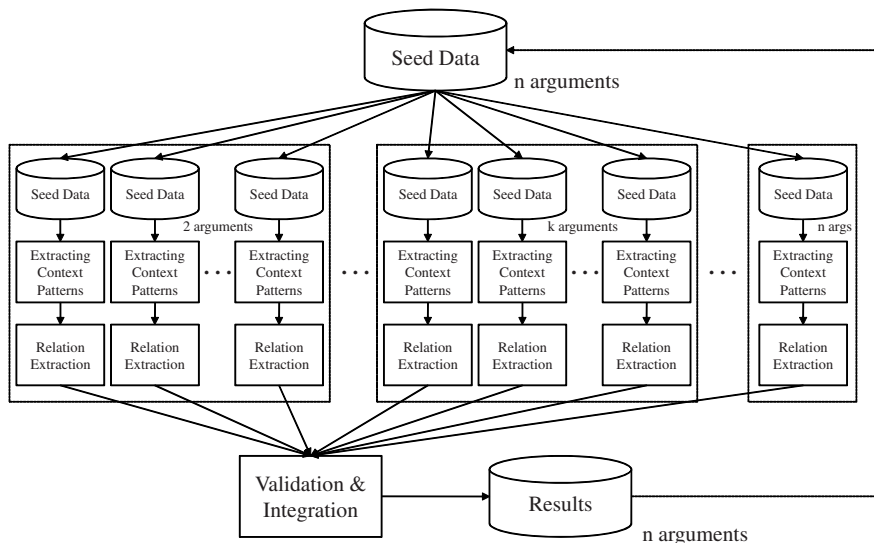 Seed Data
n arguments
Seed Data
Seed Data
Seed Data
Seed Data
Seed Data
Seed Data
Seed Data
2 arguments
k arguments
n args
Extracting
Context
Patterns
Extracting
Context
Patterns
...
Extracting
Context
Patterns
...
Extracting
Context
Patterns
Extracting
Context
Patterns
...
Extracting
Context
Patterns
...
Extracting
Context
Patterns
Relation
Extraction
Relation
Extraction
Relation
Extraction
Relation
Extraction
Relation
Extraction
Relation
Extraction
Relation
Extraction
Validation &
Integration
Results
n arguments